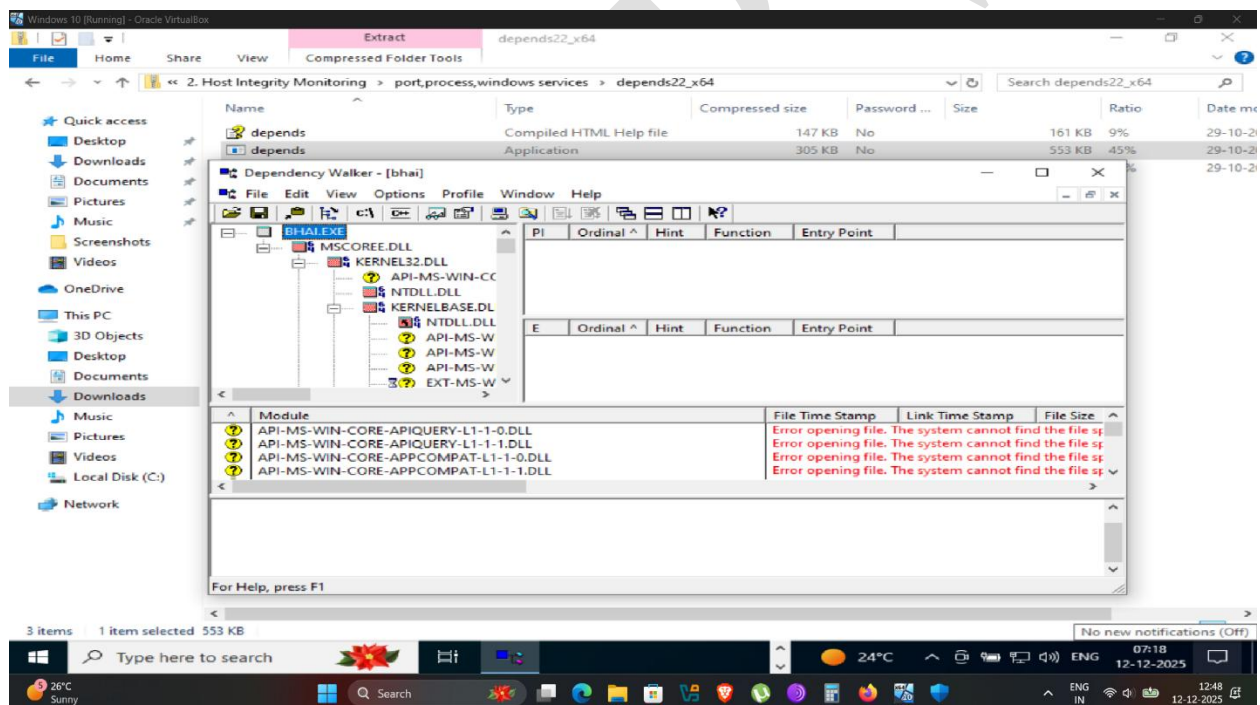 Windows 10 [Running] - Oracle VirtualBox
Extract depends22_x64
File Home Share View Compressed Folder Tools
« 2. Host Integrity Monitoring > port,process,windows services > depends22_x64 Search depends22_x64
Name Type Compressed size Password ... Size Ratio Date mo
Quick access
Desktop
Downloads
Documents
Pictures
Music
Screenshots
Videos
OneDrive
This PC
3D Objects
Desktop
Documents
Downloads
Music
Pictures
Videos
Local Disk (C:)
Network
depends Compiled HTML Help file 147 KB No 161 KB 9% 29-10-2
depends Application 305 KB No 553 KB 45% 29-10-2
29-10-2
Dependency Walker - [bhai]
File Edit View Options Profile Window Help
c:\ C++
BHAI.EXE
MSCOREE.DLL
KERNEL32.DLL
API-MS-WIN-CC
NTDLL.DLL
KERNELBASE.DL
NTDLL.DLL
API-MS-W
API-MS-W
API-MS-W
EXT-MS-W
PI Ordinal ^ Hint Function Entry Point
E Ordinal ^ Hint Function Entry Point
^ Module File Time Stamp Link Time Stamp File Size
API-MS-WIN-CORE-APIQUERY-L1-1-0.DLL Error opening file. The system cannot find the file sp
API-MS-WIN-CORE-APIQUERY-L1-1-1.DLL Error opening file. The system cannot find the file sp
API-MS-WIN-CORE-APPCOMPAT-L1-1-0.DLL Error opening file. The system cannot find the file sp
API-MS-WIN-CORE-APPCOMPAT-L1-1-1.DLL Error opening file. The system cannot find the file sp
For Help, press F1
3 items 1 item selected 553 KB
No new notifications (Off)
Type here to search 24°C ENG 07:18
12-12-2025
5 26°C
Sunny
Search
ENG
IN
12:48
12-12-2025